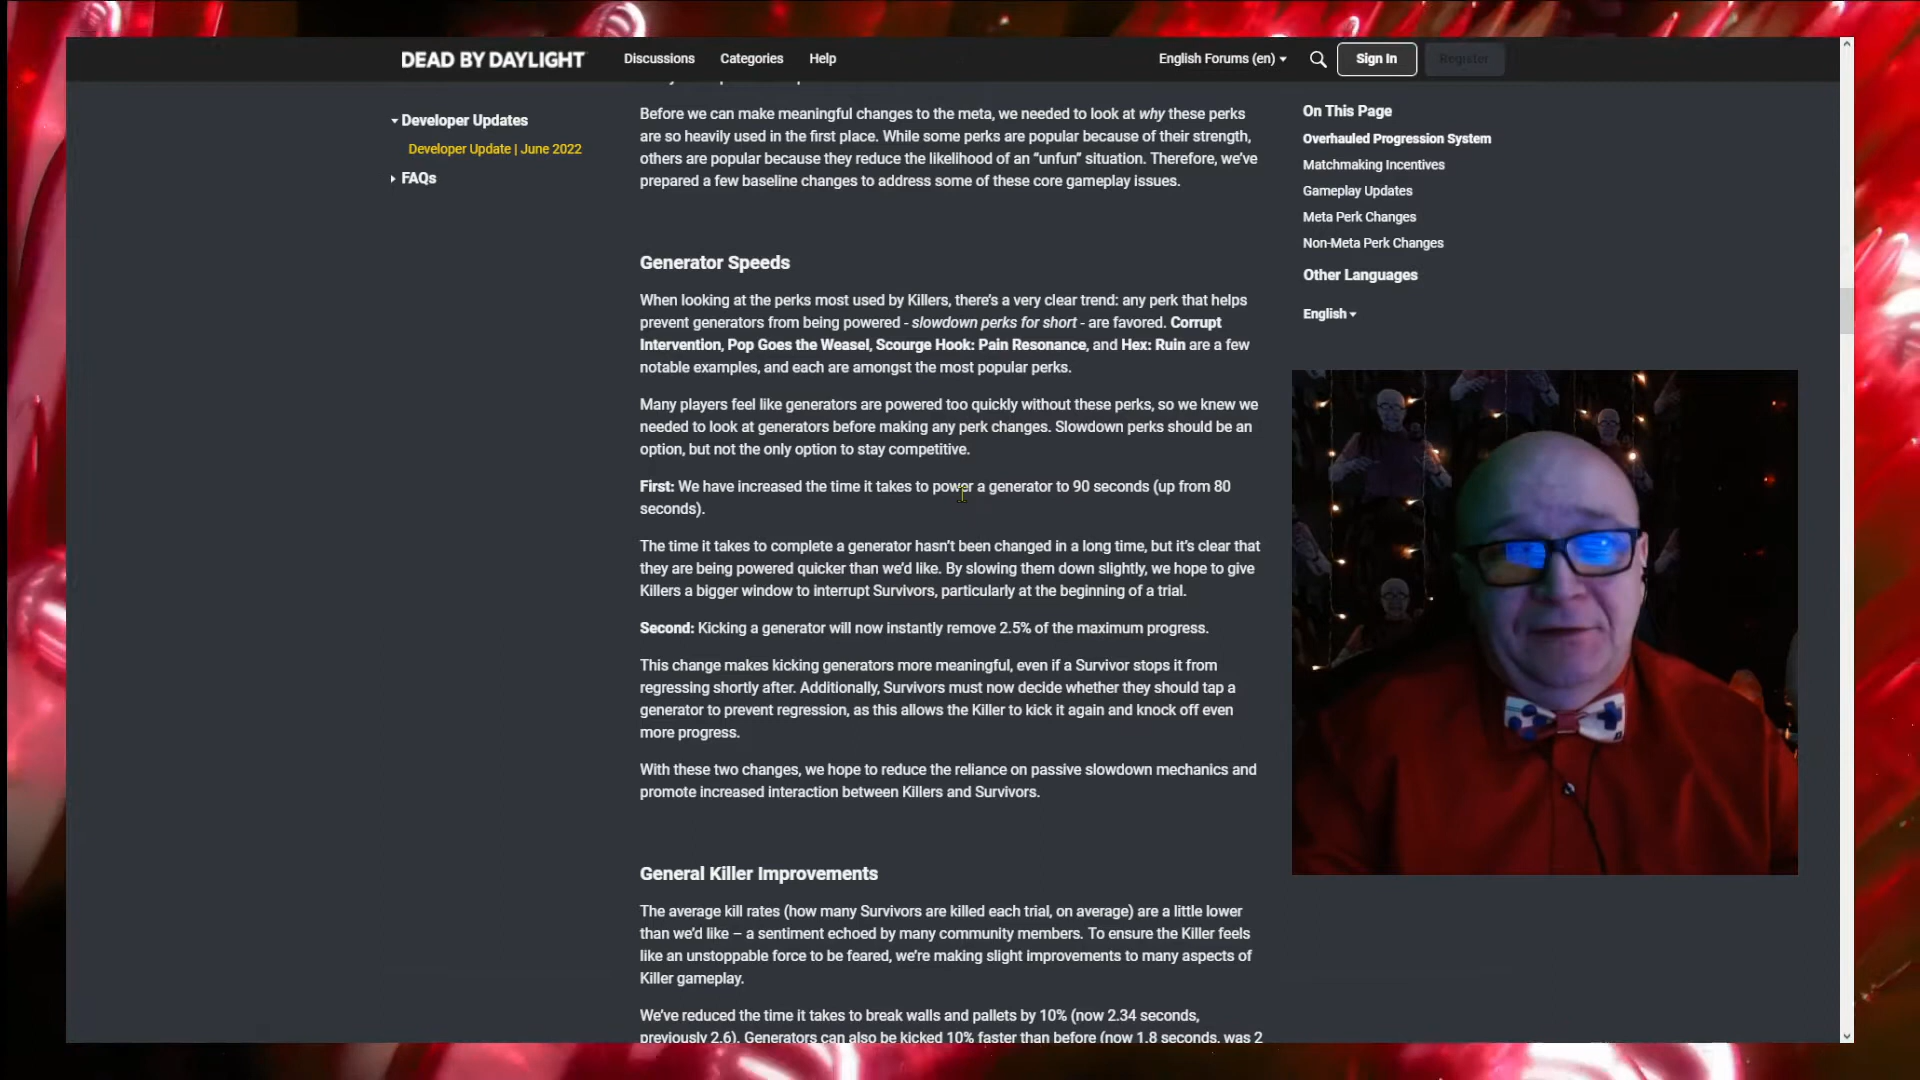 DEAD BY DAYLIGHT
Discussions
Categories
Help
English Forums (en)
Sign In
Register
Developer Updates
Developer Update | June 2022
FAQs
Before we can make meaningful changes to the meta, we needed to look at why these perks
are so heavily used in the first place. While some perks are popular because of their strength,
others are popular because they reduce the likelihood of an “unfun” situation. Therefore, we’ve
prepared a few baseline changes to address some of these core gameplay issues.
Generator Speeds
When looking at the perks most used by Killers, there’s a very clear trend: any perk that helps
prevent generators from being powered - slowdown perks for short - are favored. Corrupt
Intervention, Pop Goes the Weasel, Scourge Hook: Pain Resonance, and Hex: Ruin are a few
notable examples, and each are amongst the most popular perks.
Many players feel like generators are powered too quickly without these perks, so we knew we
needed to look at generators before making any perk changes. Slowdown perks should be an
option, but not the only option to stay competitive.
First: We have increased the time it takes to power a generator to 90 seconds (up from 80
seconds).
The time it takes to complete a generator hasn’t been changed in a long time, but it’s clear that
they are being powered quicker than we’d like. By slowing them down slightly, we hope to give
Killers a bigger window to interrupt Survivors, particularly at the beginning of a trial.
Second: Kicking a generator will now instantly remove 2.5% of the maximum progress.
This change makes kicking generators more meaningful, even if a Survivor stops it from
regressing shortly after. Additionally, Survivors must now decide whether they should tap a
generator to prevent regression, as this allows the Killer to kick it again and knock off even
more progress.
With these two changes, we hope to reduce the reliance on passive slowdown mechanics and
promote increased interaction between Killers and Survivors.
General Killer Improvements
The average kill rates (how many Survivors are killed each trial, on average) are a little lower
than we’d like – a sentiment echoed by many community members. To ensure the Killer feels
like an unstoppable force to be feared, we’re making slight improvements to many aspects of
Killer gameplay.
We’ve reduced the time it takes to break walls and pallets by 10% (now 2.34 seconds,
previously 2.6). Generators can also be kicked 10% faster than before (now 1.8 seconds, was 2
On This Page
Overhauled Progression System
Matchmaking Incentives
Gameplay Updates
Meta Perk Changes
Non-Meta Perk Changes
Other Languages
English